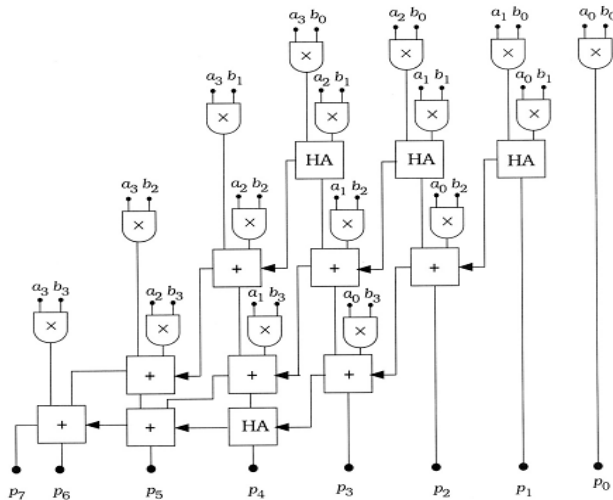 a3 b0 a2 b0 a1 b0 a0 b0
× × × ×
a3 b1 a2 b1 a1 b1 a0 b1
× × × ×
HA HA HA
a3 b2 a2 b2 a1 b2 a0 b2
× × × ×
+ + +
a3 b3 a2 b3 a1 b3 a0 b3
× × × ×
+ + +
+ + HA
p7 p6 p5 p4 p3 p2 p1 p0